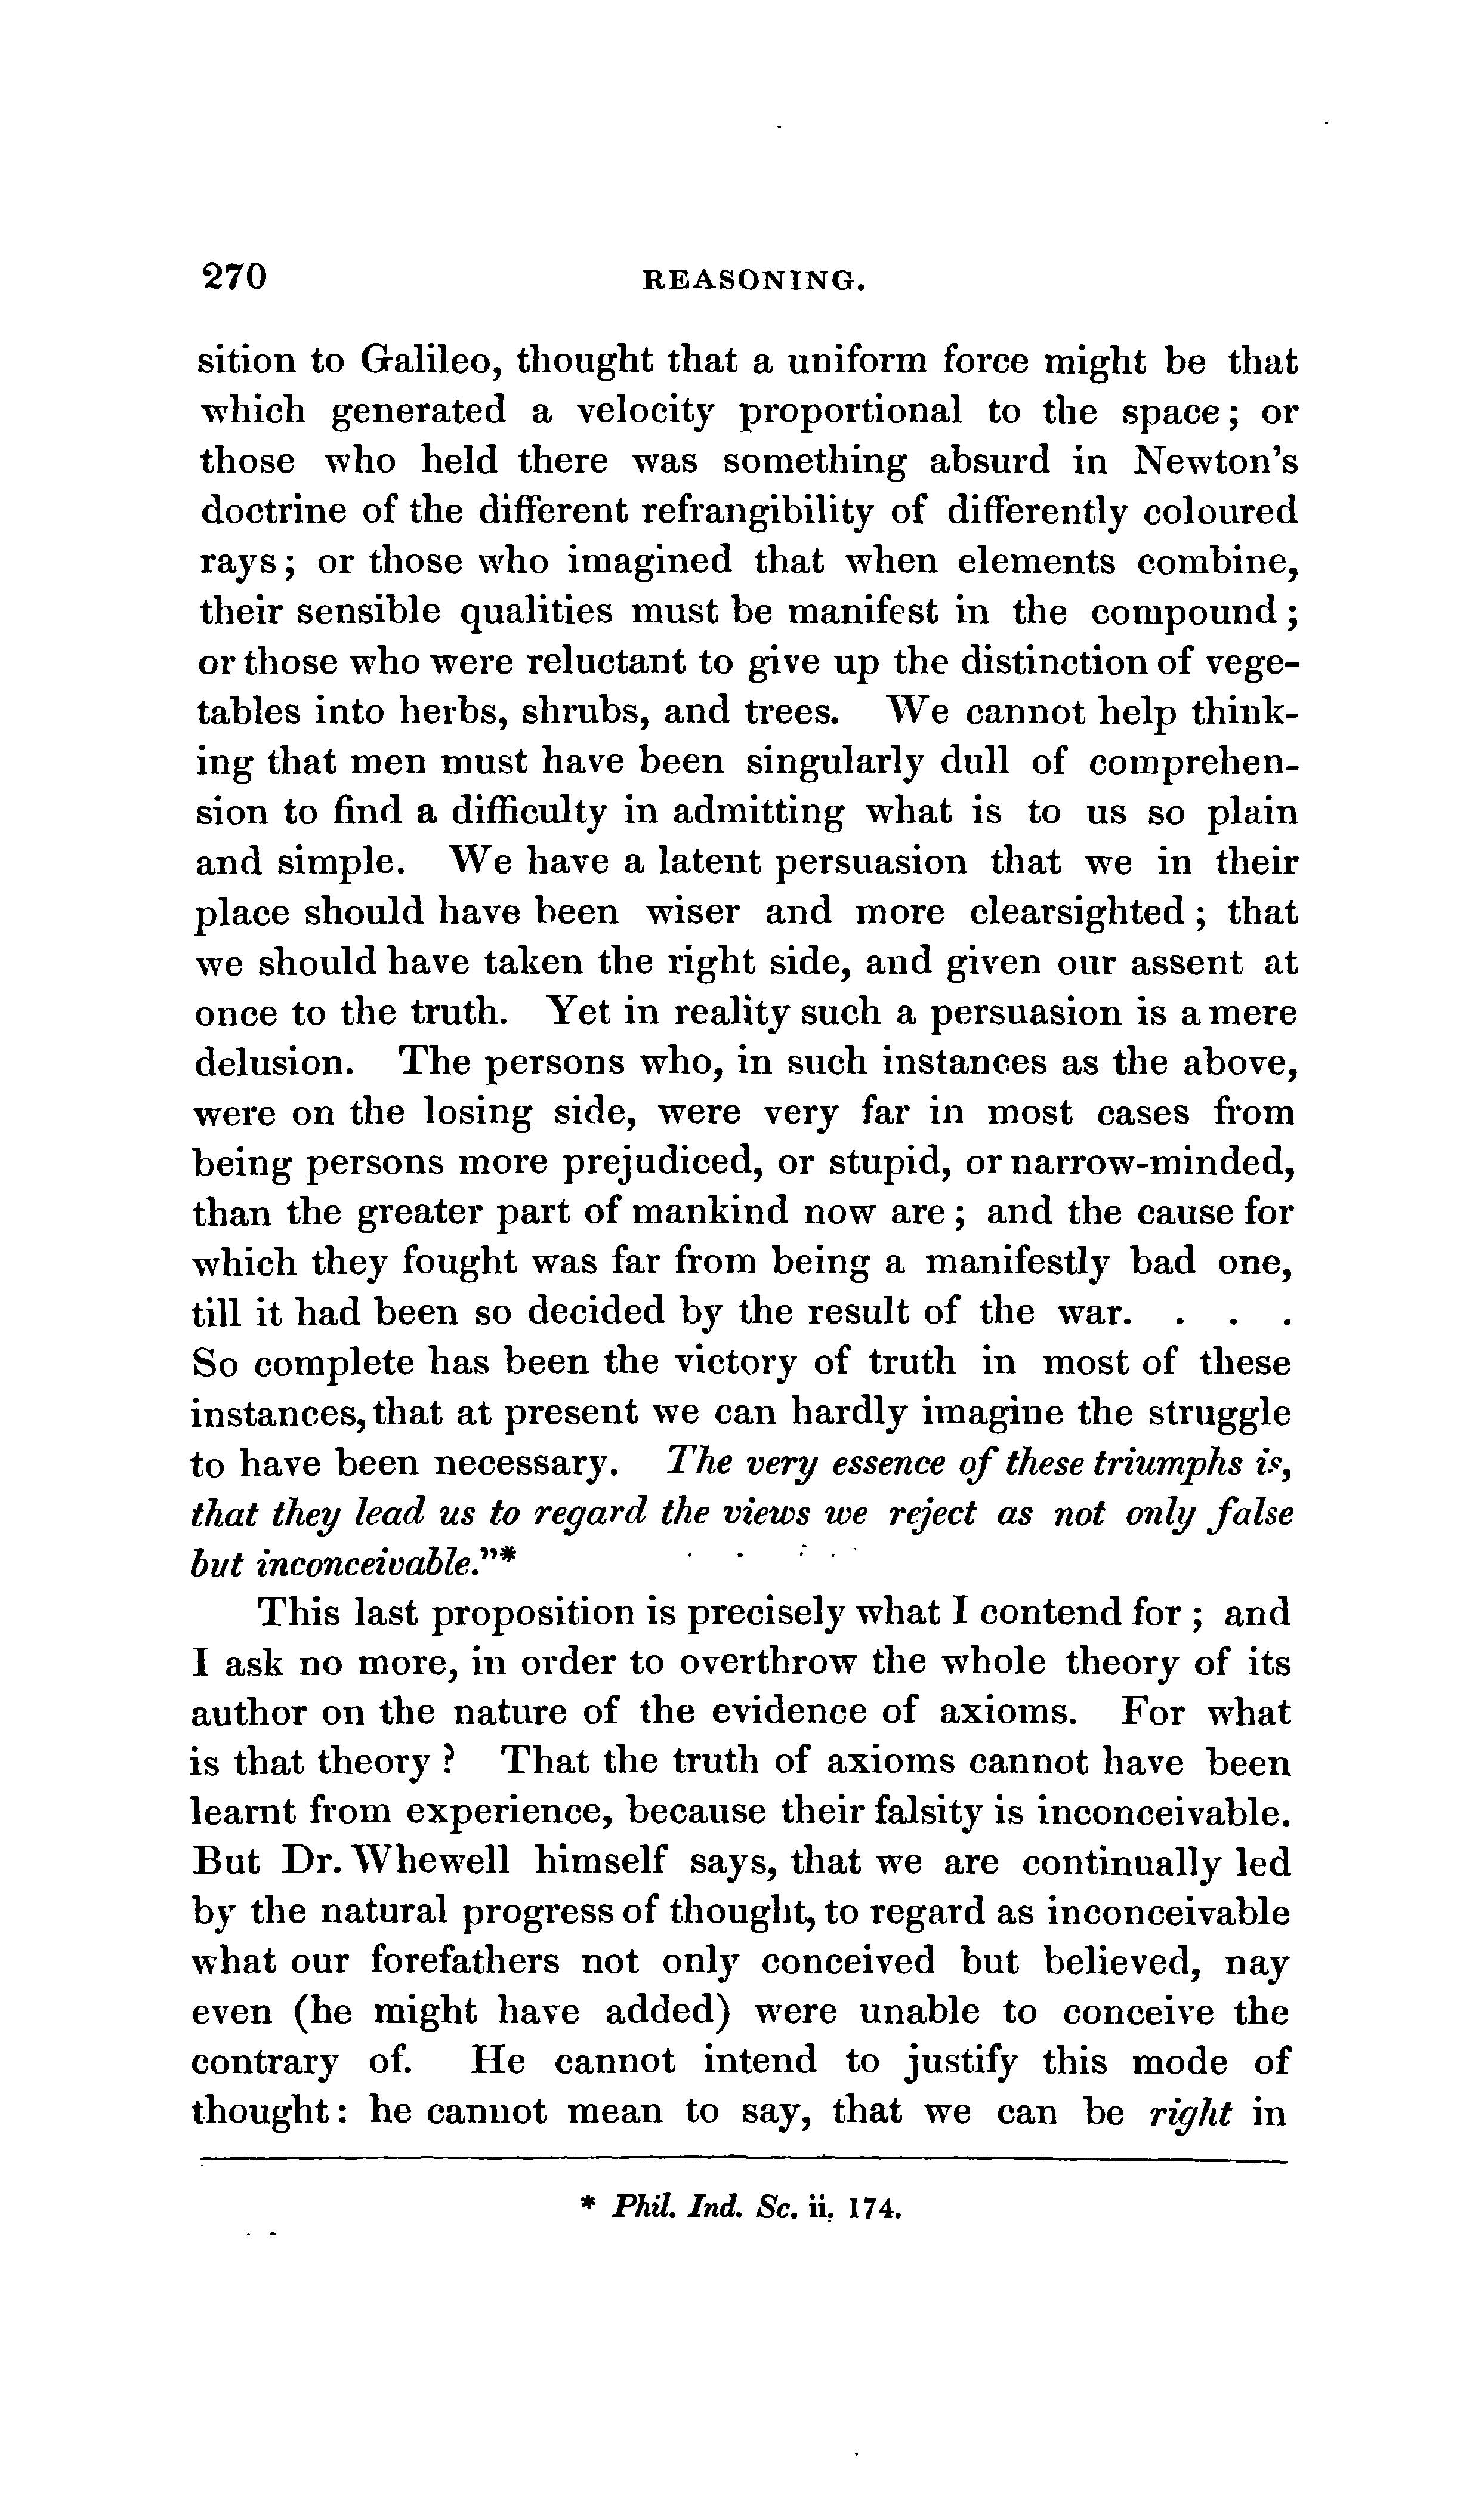 270 REASONING.
sition to Galileo, thought that a uniform force might be that
which generated a velocity proportional to the space; or
those who held there was something absurd in Newton's
doctrine of the different refrangibility of differently coloured
rays; or those who imagined that when elements combine,
their sensible qualities must be manifest in the compound;
or those who were reluctant to give up the distinction of vege-
tables into herbs, shrubs, and trees. We cannot help think-
ing that men must have been singularly dull of comprehen-
sion to find a difficulty in admitting what is to us so plain
and simple. We have a latent persuasion that we in their
place should have been wiser and more clearsighted; that
we should have taken the right side, and given our assent at
once to the truth. Yet in reality such a persuasion is a mere
delusion. The persons who, in such instances as the above,
were on the losing side, were very far in most cases from
being persons more prejudiced, or stupid, or narrow-minded,
than the greater part of mankind now are; and the cause for
which they fought was far from being a manifestly bad one,
till it had been so decided by the result of the war. . . .
So complete has been the victory of truth in most of these
instances, that at present we can hardly imagine the struggle
to have been necessary. The very essence of these triumphs is,
that they lead us to regard the views we reject as not only false
but inconceivable."*
This last proposition is precisely what I contend for; and
I ask no more, in order to overthrow the whole theory of its
author on the nature of the evidence of axioms. For what
is that theory? That the truth of axioms cannot have been
learnt from experience, because their falsity is inconceivable.
But Dr. Whewell himself says, that we are continually led
by the natural progress of thought, to regard as inconceivable
what our forefathers not only conceived but believed, nay
even (he might have added) were unable to conceive the
contrary of. He cannot intend to justify this mode of
thought: he cannot mean to say, that we can be right in
* Phil. Ind. Sc. ii. 174.